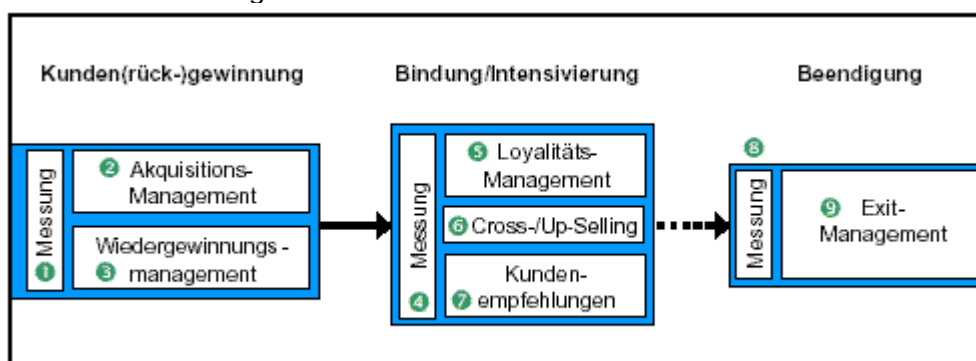 Kunden(rück-)gewinnung
Messung
1
2 Akquisitions-
Management
Wiedergewinnungs-
3 management
Bindung/Intensivierung
Messung
4
5 Loyalitäts-
Management
6 Cross-/Up-Selling
Kunden-
7 empfehlungen
Beendigung
8
Messung
9 Exit-
Management